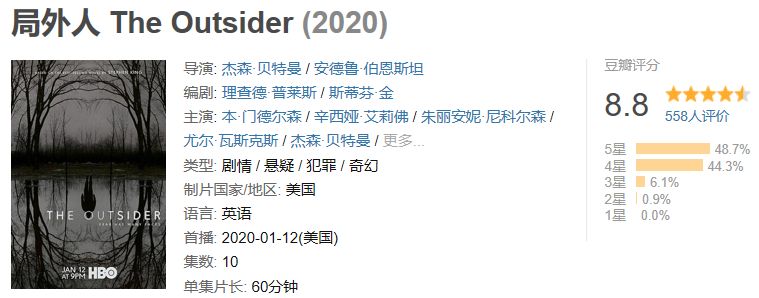 局外人 The Outsider (2020)
BASED ON THE BESTSELLING NOVEL BY STEPHEN KING
THE OUTSIDER
FEAR HAS MANY FACES
JAN 12
AT 9PM HBO
导演: 杰森·贝特曼 / 安德鲁·伯恩斯坦
编剧: 理查德·普莱斯 / 斯蒂芬·金
主演: 本·门德尔森 / 辛西娅·艾莉佛 / 朱丽安妮·尼科尔森 /
尤尔·瓦斯克斯 / 杰森·贝特曼 / 更多...
类型: 剧情 / 悬疑 / 犯罪 / 奇幻
制片国家/地区: 美国
语言: 英语
首播: 2020-01-12(美国)
集数: 10
单集片长: 60分钟
豆瓣评分
8.8
558人评价
5星 48.7%
4星 44.3%
3星 6.1%
2星 0.9%
1星 0.0%